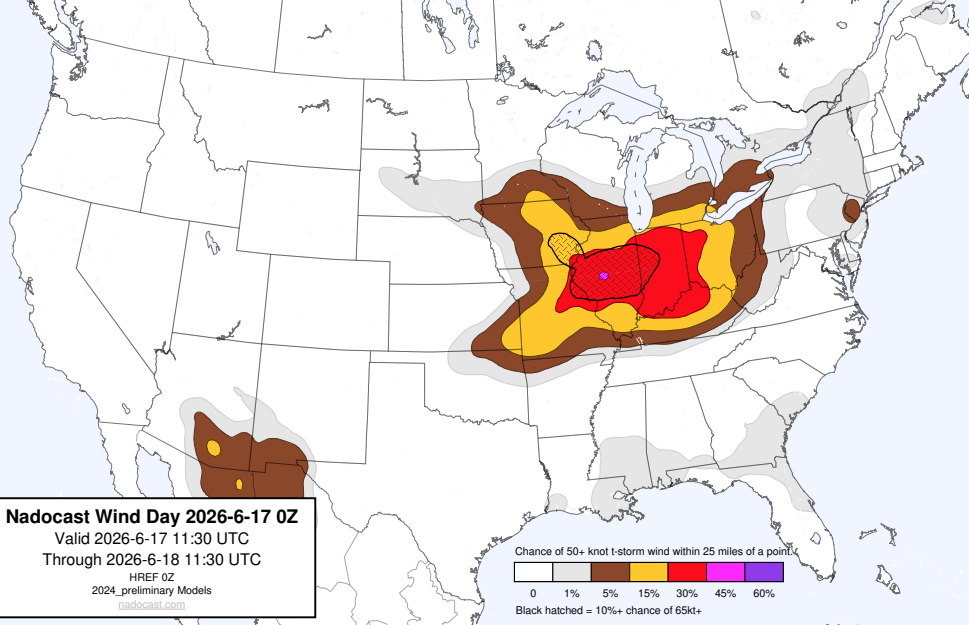 Nadocast Wind Day 2026-6-17 0Z
Valid 2026-6-17 11:30 UTC
Through 2026-6-18 11:30 UTC
HREF 0Z
2024_preliminary Models
nadocast.com
Chance of 50+ knot t-storm wind within 25 miles of a point.
0 1% 5% 15% 30% 45% 60%
Black hatched = 10%+ chance of 65kt+